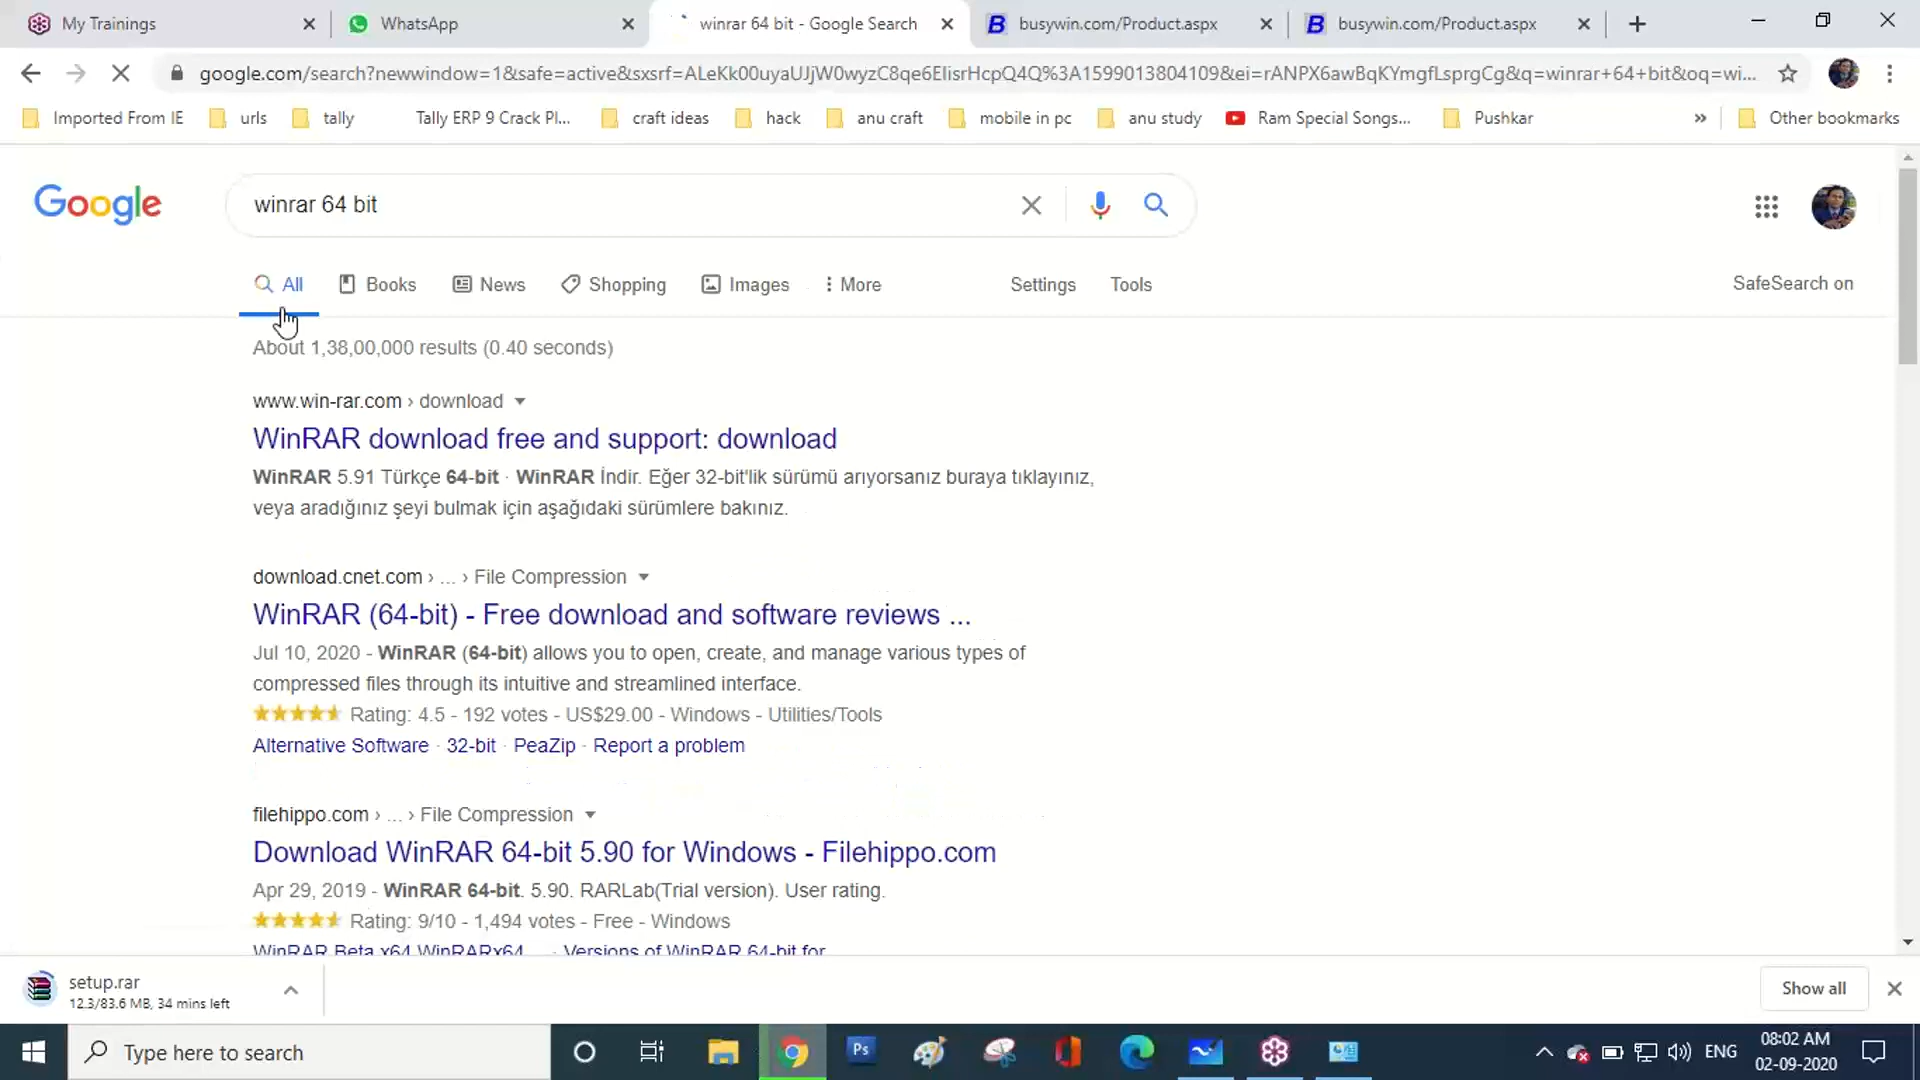 My Trainings
WhatsApp
winrar 64 bit - Google Search
busywin.com/Product.aspx
busywin.com/Product.aspx
google.com/search?newwindow=1&safe=active&sxsrf=ALeKk00uyaUJjW0wyzC8qe6ElisrHcpQ4Q%3A1599013804109&ei=rANPX6awBqKYmgfLsprgCg&q=winrar+64+bit&oq=wi...
Imported From IE
urls
tally
Tally ERP 9 Crack Pl...
craft ideas
hack
anu craft
mobile in pc
anu study
Ram Special Songs...
Pushkar
»
Other bookmarks
Google
winrar 64 bit
All
Books
News
Shopping
Images
More
Settings
Tools
SafeSearch on
About 1,38,00,000 results (0.40 seconds)
www.win-rar.com › download
WinRAR download free and support: download
WinRAR 5.91 Türkçe 64-bit · WinRAR İndir. Eğer 32-bit'lik sürümü arıyorsanız buraya tıklayınız,
veya aradığınız şeyi bulmak için aşağıdaki sürümlere bakınız.
download.cnet.com › ... › File Compression
WinRAR (64-bit) - Free download and software reviews ...
Jul 10, 2020 - WinRAR (64-bit) allows you to open, create, and manage various types of
compressed files through its intuitive and streamlined interface.
Rating: 4.5 - 192 votes - US$29.00 - Windows - Utilities/Tools
Alternative Software · 32-bit · PeaZip · Report a problem
filehippo.com › ... › File Compression
Download WinRAR 64-bit 5.90 for Windows - Filehippo.com
Apr 29, 2019 - WinRAR 64-bit. 5.90. RARLab(Trial version). User rating.
Rating: 9/10 - 1,494 votes - Free - Windows
WinRAR Beta x64 WinRARx64 ... · Versions of WinRAR 64-bit for
setup.rar
12.3/83.6 MB, 34 mins left
Show all
Type here to search
Ps
ENG
08:02 AM
02-09-2020